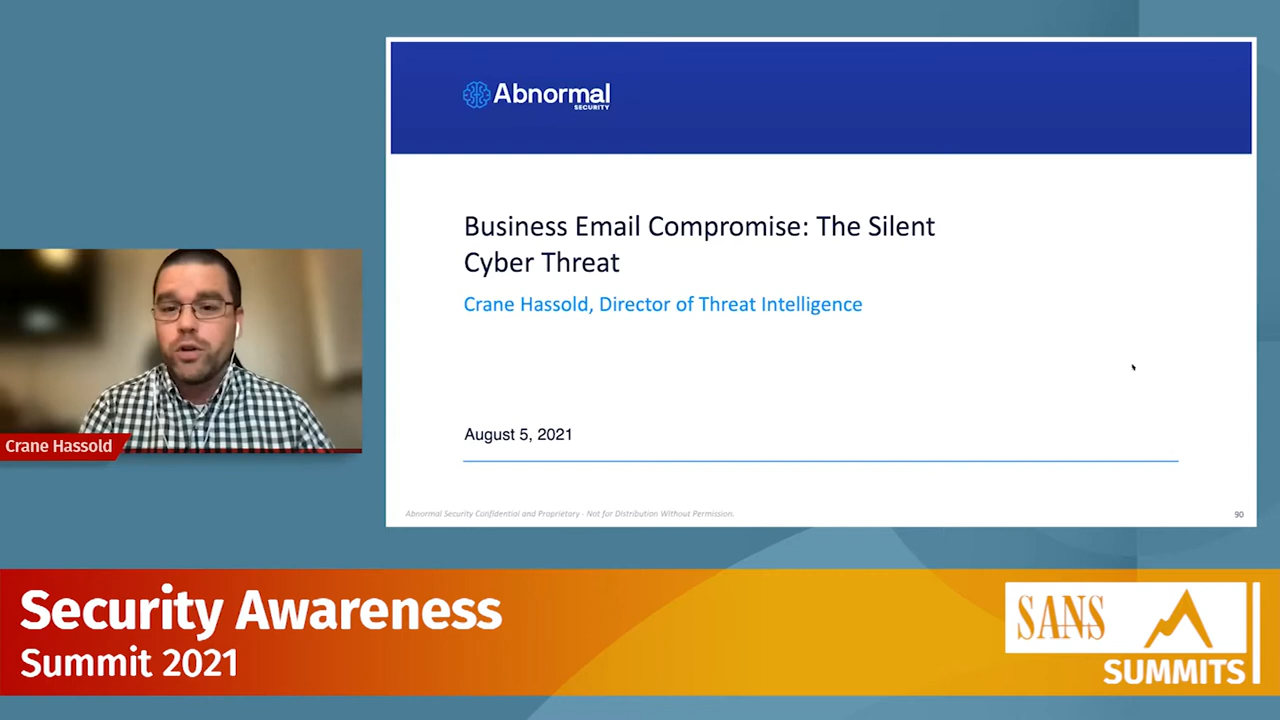 Abnormal
SECURITY
Business Email Compromise: The Silent
Cyber Threat
Crane Hassold, Director of Threat Intelligence
August 5, 2021
Abnormal Security Confidential and Proprietary - Not for Distribution Without Permission.
90
Crane Hassold
Security Awareness
Summit 2021
SANS
SUMMITS